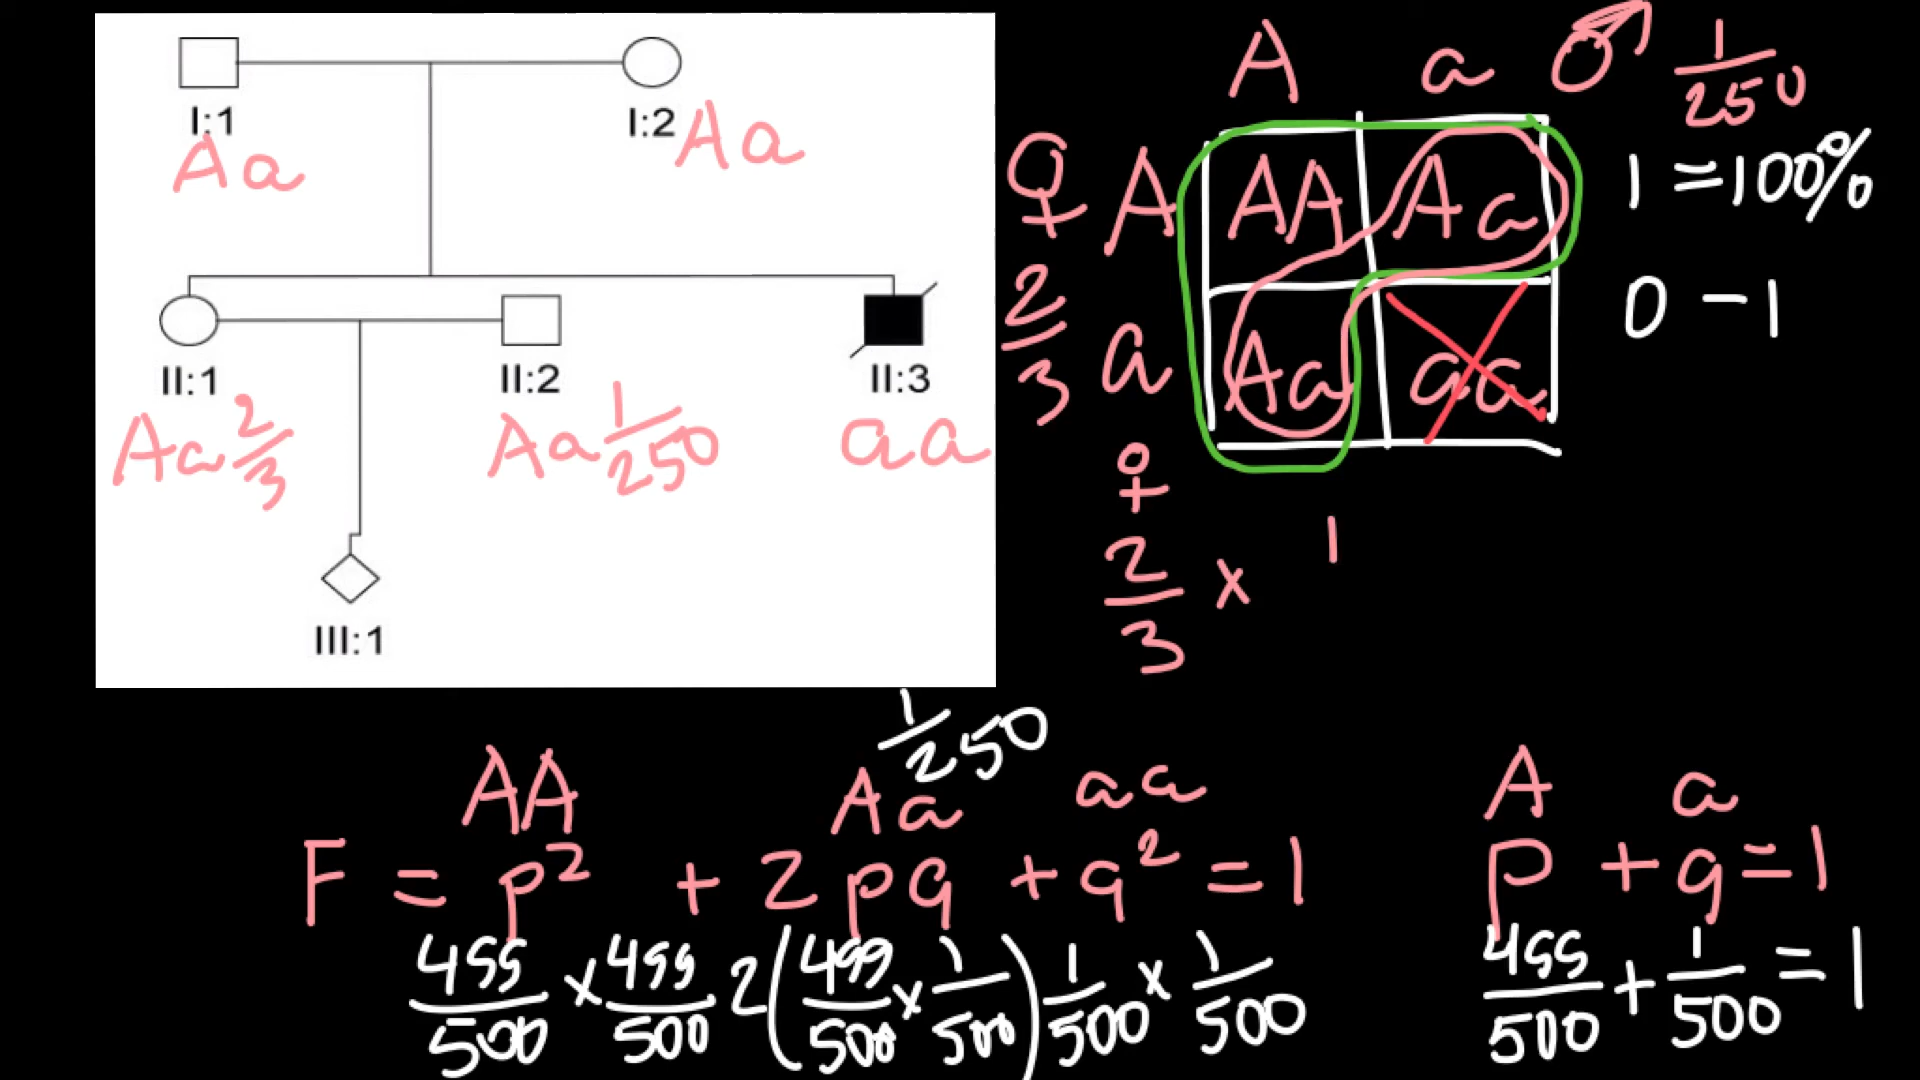 I:1
I:2
Aa
Aa
II:1
II:2
II:3
Aa 2/3
Aa 1/250
aa
III:1
A a ♂ 1/250
♀ A AA Aa
2/3 a Aa aa
1 = 100%
0 - 1
♀
2/3 x 1
1/250
AA Aa aa
F = p² + 2pq + q² = 1
499/500 x 499/500 2(499/500 x 1/500) 1/500 x 1/500
A a
p + q = 1
499/500 + 1/500 = 1